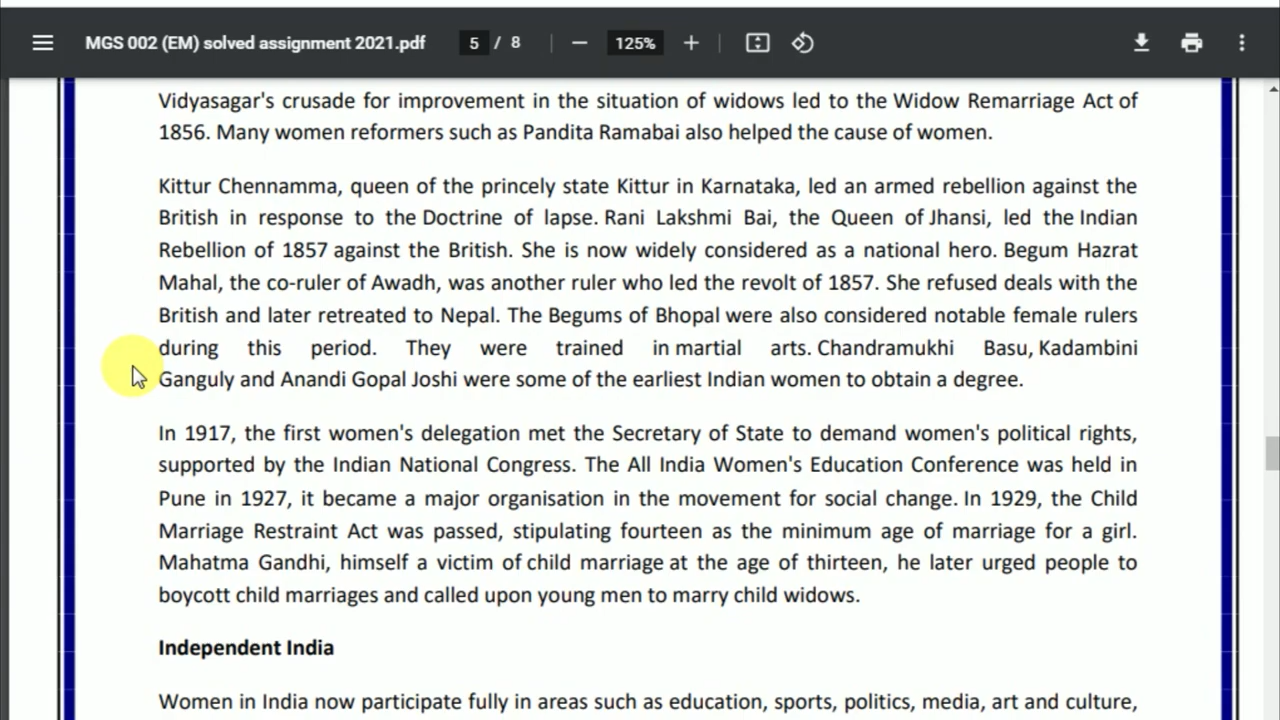 MGS 002 (EM) solved assignment 2021.pdf 5 / 8 125%
Vidyasagar's crusade for improvement in the situation of widows led to the Widow Remarriage Act of
1856. Many women reformers such as Pandita Ramabai also helped the cause of women.
Kittur Chennamma, queen of the princely state Kittur in Karnataka, led an armed rebellion against the
British in response to the Doctrine of lapse. Rani Lakshmi Bai, the Queen of Jhansi, led the Indian
Rebellion of 1857 against the British. She is now widely considered as a national hero. Begum Hazrat
Mahal, the co-ruler of Awadh, was another ruler who led the revolt of 1857. She refused deals with the
British and later retreated to Nepal. The Begums of Bhopal were also considered notable female rulers
during this period. They were trained in martial arts. Chandramukhi Basu, Kadambini
Ganguly and Anandi Gopal Joshi were some of the earliest Indian women to obtain a degree.
In 1917, the first women's delegation met the Secretary of State to demand women's political rights,
supported by the Indian National Congress. The All India Women's Education Conference was held in
Pune in 1927, it became a major organisation in the movement for social change. In 1929, the Child
Marriage Restraint Act was passed, stipulating fourteen as the minimum age of marriage for a girl.
Mahatma Gandhi, himself a victim of child marriage at the age of thirteen, he later urged people to
boycott child marriages and called upon young men to marry child widows.
Independent India
Women in India now participate fully in areas such as education, sports, politics, media, art and culture,